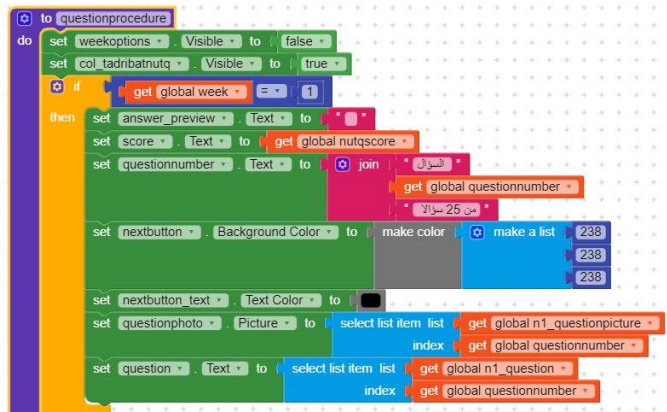 to questionprocedure
do set weekoptions . Visible to false
set col_tadribatnutq . Visible to true
if get global week = 1
then set answer_preview . Text to " "
set score . Text to get global nutqscore
set questionnumber . Text to join " السؤال "
get global questionnumber
" من 25 سؤالا "
set nextbutton . Background Color to make color make a list 238
238
238
set nextbutton_text . Text Color to
set questionphoto . Picture to select list item list get global n1_questionpicture
index get global questionnumber
set question . Text to select list item list get global n1_question
index get global questionnumber